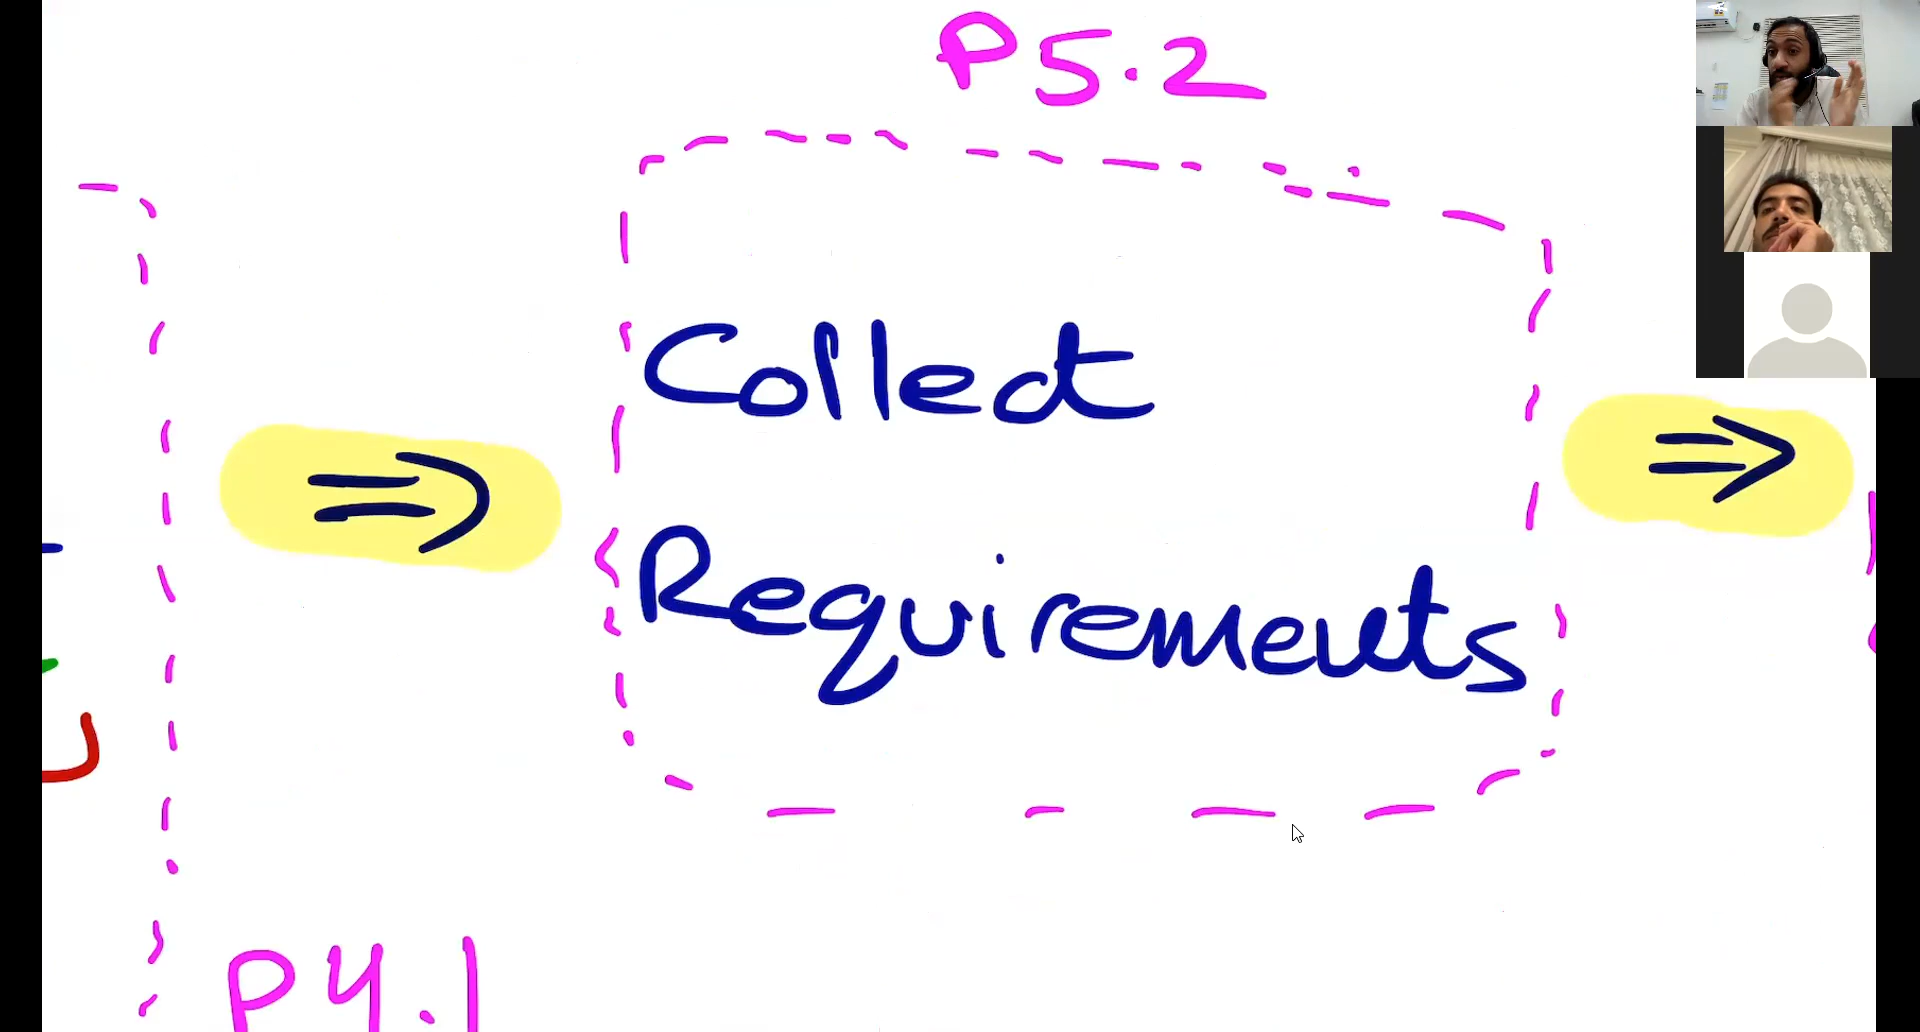 P5.2
⇒ Collect ⇒
Requirements
P4.1